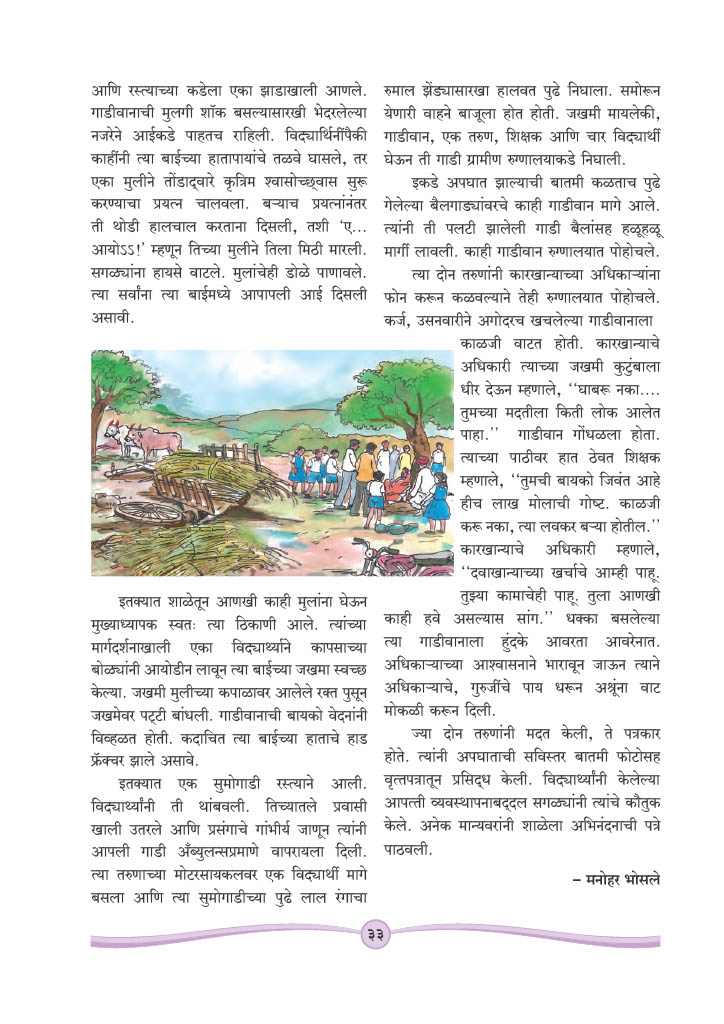 आणि रस्त्याच्या कडेला एका झाडाखाली आणले.
गाडीवानाची मुलगी शॉक बसल्यासारखी भेदरलेल्या
नजरेने आईकडे पाहतच राहिली. विद्यार्थिनींपैकी
काहींनी त्या बाईच्या हातापायांचे तळवे घासले, तर
एका मुलीने तोंडाद्वारे कृत्रिम श्वासोच्छ्वास सुरू
करण्याचा प्रयत्न चालवला. बऱ्याच प्रयत्नांनंतर
ती थोडी हालचाल करताना दिसली, तशी ‘ए...
आयोऽऽ!’ म्हणून तिच्या मुलीने तिला मिठी मारली.
सगळ्यांना हायसे वाटले. मुलांचेही डोळे पाणावले.
त्या सर्वांना त्या बाईमध्ये आपापली आई दिसली
असावी.
इतक्यात शाळेतून आणखी काही मुलांना घेऊन
मुख्याध्यापक स्वतः त्या ठिकाणी आले. त्यांच्या
मार्गदर्शनाखाली एका विद्यार्थ्याने कापसाच्या
बोळ्यांनी आयोडीन लावून त्या बाईच्या जखमा स्वच्छ
केल्या. जखमी मुलीच्या कपाळावर आलेले रक्त पुसून
जखमेवर पट्टी बांधली. गाडीवानाची बायको वेदनांनी
विव्हळत होती. कदाचित त्या बाईच्या हाताचे हाड
फ्रॅक्चर झाले असावे.
इतक्यात एक सुमोगाडी रस्त्याने आली.
विद्यार्थ्यांनी ती थांबवली. तिच्यातले प्रवासी
खाली उतरले आणि प्रसंगाचे गांभीर्य जाणून त्यांनी
आपली गाडी ॲंब्युलन्सप्रमाणे वापरायला दिली.
त्या तरुणाच्या मोटरसायकलवर एक विद्यार्थी मागे
बसला आणि त्या सुमोगाडीच्या पुढे लाल रंगाचा
रुमाल झेंड्यासारखा हालवत पुढे निघाला. समोरून
येणारी वाहने बाजूला होत होती. जखमी मायलेकी,
गाडीवान, एक तरुण, शिक्षक आणि चार विद्यार्थी
घेऊन ती गाडी ग्रामीण रुग्णालयाकडे निघाली.
इकडे अपघात झाल्याची बातमी कळताच पुढे
गेलेल्या बैलगाड्यांवरचे काही गाडीवान मागे आले.
त्यांनी ती पलटी झालेली गाडी बैलांसह हळूहळू
मार्गी लावली. काही गाडीवान रुग्णालयात पोहोचले.
त्या दोन तरुणांनी कारखान्याच्या अधिकाऱ्यांना
फोन करून कळवल्याने तेही रुग्णालयात पोहोचले.
कर्ज, उसनवारीने अगोदरच खचलेल्या गाडीवानाला
काळजी वाटत होती. कारखान्याचे
अधिकारी त्याच्या जखमी कुटुंबाला
धीर देऊन म्हणाले, ‘‘घाबरू नका....
तुमच्या मदतीला किती लोक आलेत
पाहा.’’ गाडीवान गोंधळला होता.
त्याच्या पाठीवर हात ठेवत शिक्षक
म्हणाले, ‘‘तुमची बायको जिवंत आहे
हीच लाख मोलाची गोष्ट. काळजी
करू नका, त्या लवकर बऱ्या होतील.’’
कारखान्याचे अधिकारी म्हणाले,
‘‘दवाखान्याच्या खर्चाचे आम्ही पाहू.
तुझ्या कामाचेही पाहू. तुला आणखी
काही हवे असल्यास सांग.’’ धक्का बसलेल्या
त्या गाडीवानाला हुंदके आवरता आवरेनात.
अधिकाऱ्याच्या आश्वासनाने भारावून जाऊन त्याने
अधिकाऱ्याचे, गुरुजींचे पाय धरून अश्रूंना वाट
मोकळी करून दिली.
ज्या दोन तरुणांनी मदत केली, ते पत्रकार
होते. त्यांनी अपघाताची सविस्तर बातमी फोटोसह
वृत्तपत्रातून प्रसिद्ध केली. विद्यार्थ्यांनी केलेल्या
आपत्ती व्यवस्थापनाबद्दल सगळ्यांनी त्यांचे कौतुक
केले. अनेक मान्यवरांनी शाळेला अभिनंदनाची पत्रे
पाठवली.
– मनोहर भोसले
३३